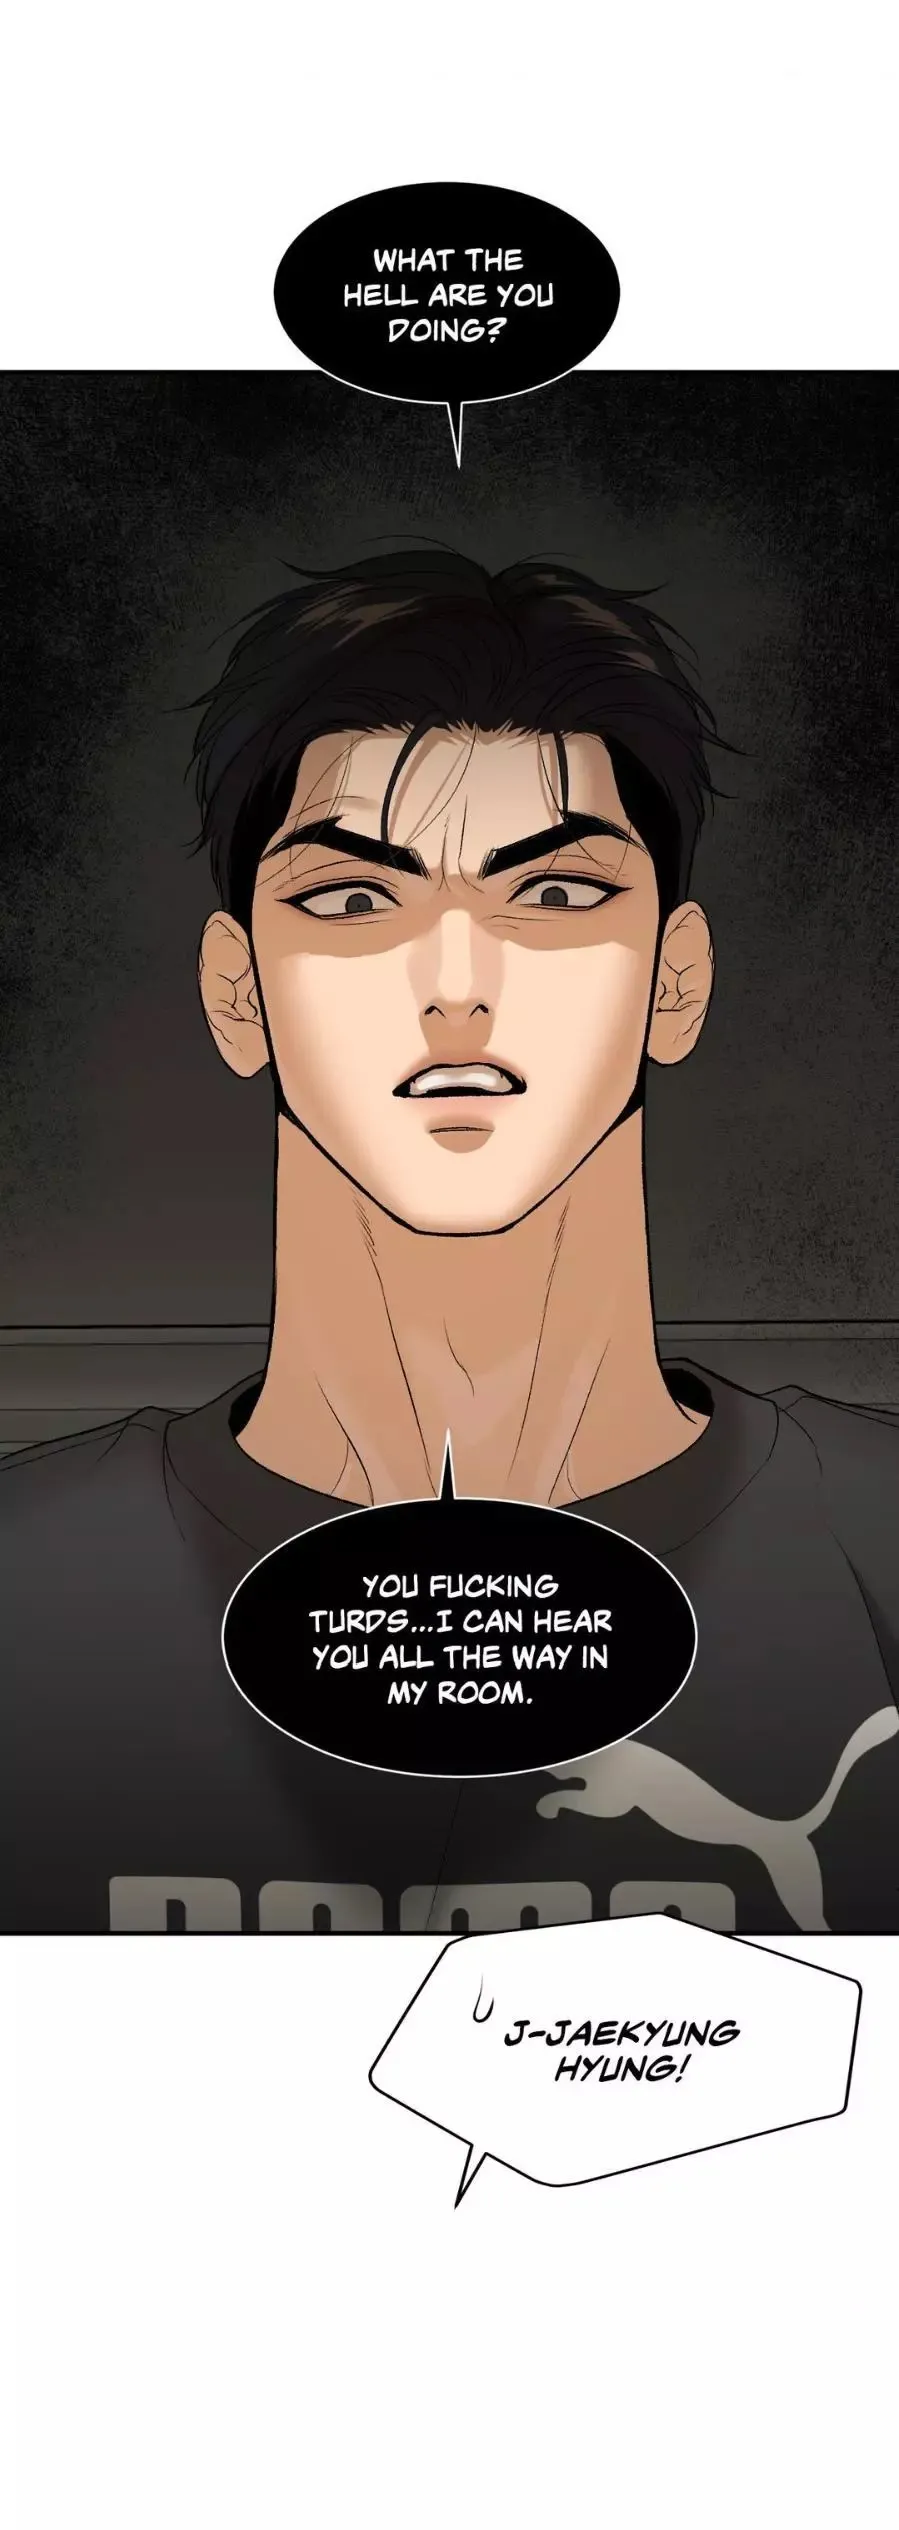 WHAT THE
HELL ARE YOU
DOING?
YOU FUCKING
TURDS...I CAN HEAR
YOU ALL THE WAY IN
MY ROOM.
J-JAEKYUNG
HYUNG!